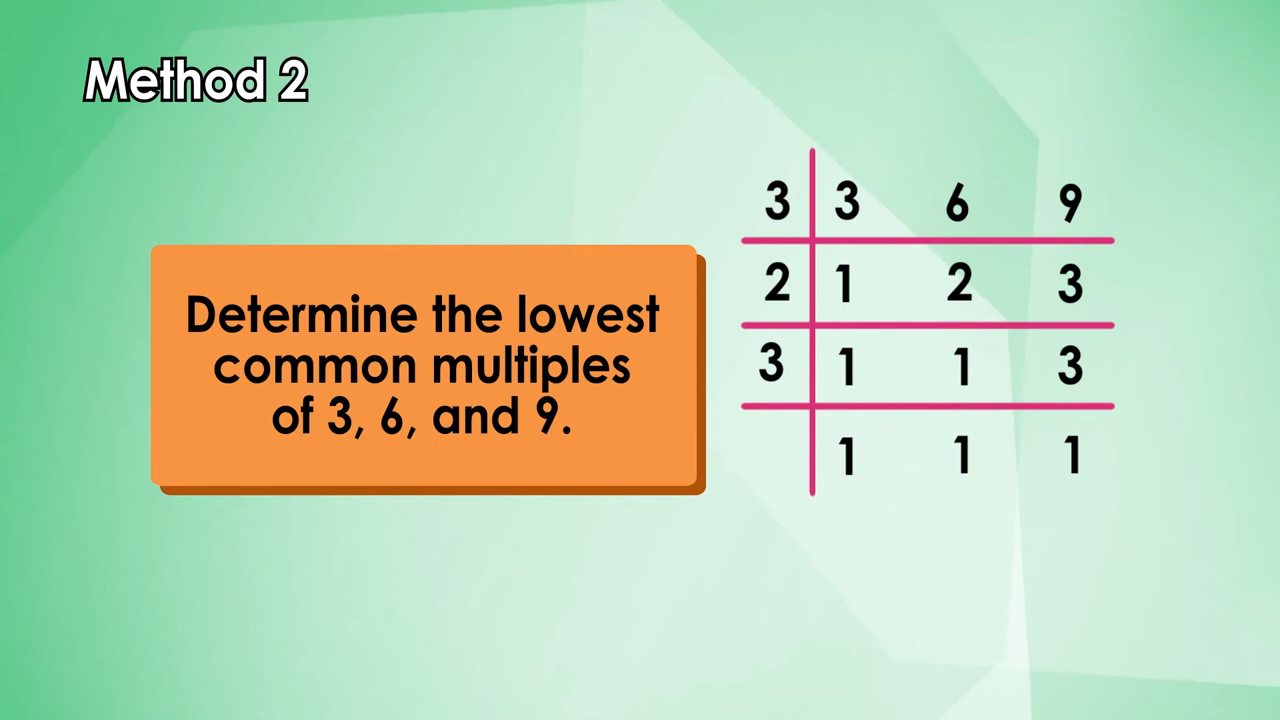 Method 2
Determine the lowest
common multiples
of 3, 6, and 9.
3 3 6 9
2 1 2 3
3 1 1 3
1 1 1